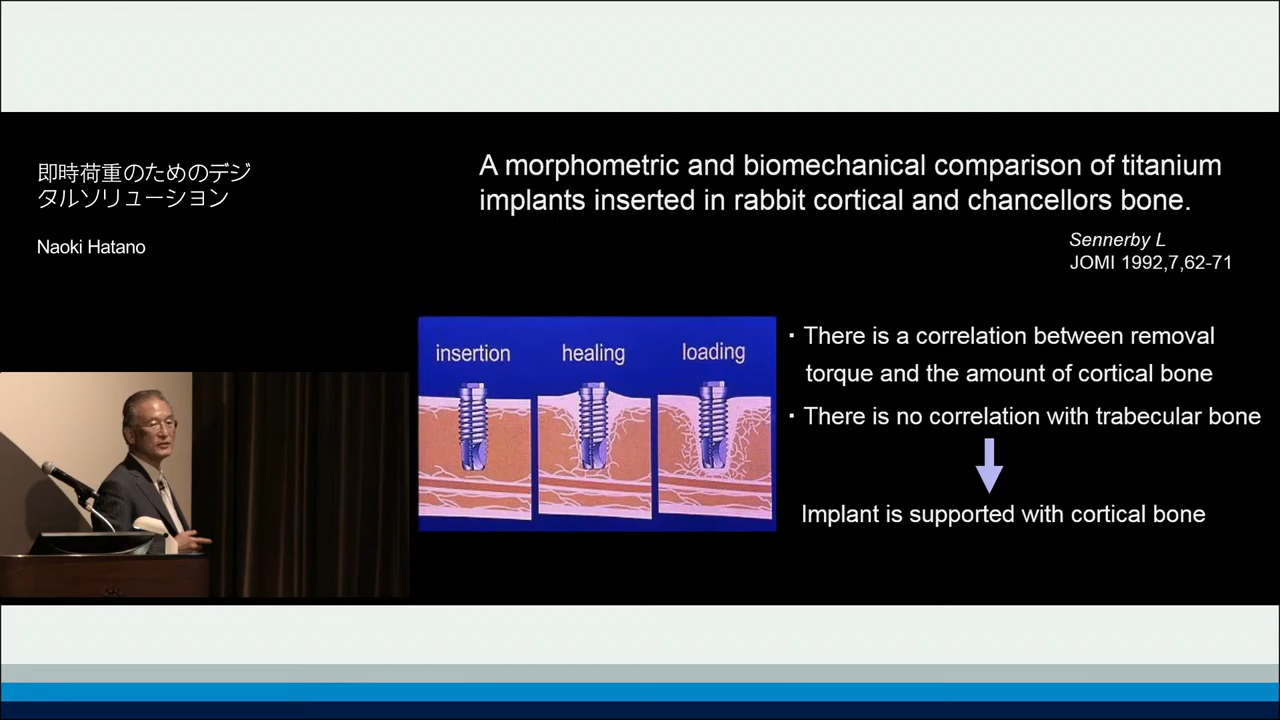 即時荷重のためのデジ
タルソリューション
Naoki Hatano
A morphometric and biomechanical comparison of titanium
implants inserted in rabbit cortical and chancellors bone.
Sennerby L
JOMI 1992,7,62-71
insertion healing loading
・There is a correlation between removal
torque and the amount of cortical bone
・There is no correlation with trabecular bone
Implant is supported with cortical bone